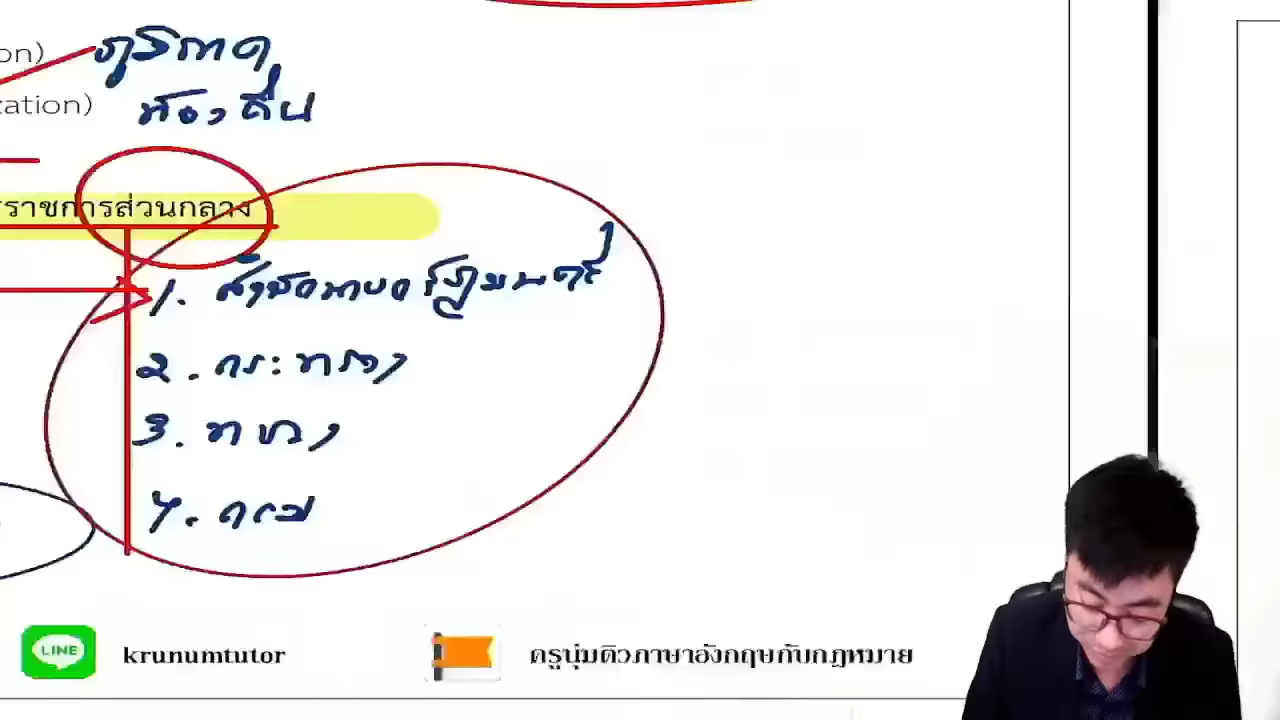 on) ภูมิภาค
zation) ท้องถิ่น
รราชการส่วนกลาง
1. สำนักนายกรัฐมนตรี
2. กระทรวง
3. ทบวง
4. กรม
LINE krunumtutor ครูนุ่มติวภาษาอังกฤษกับกฎหมาย